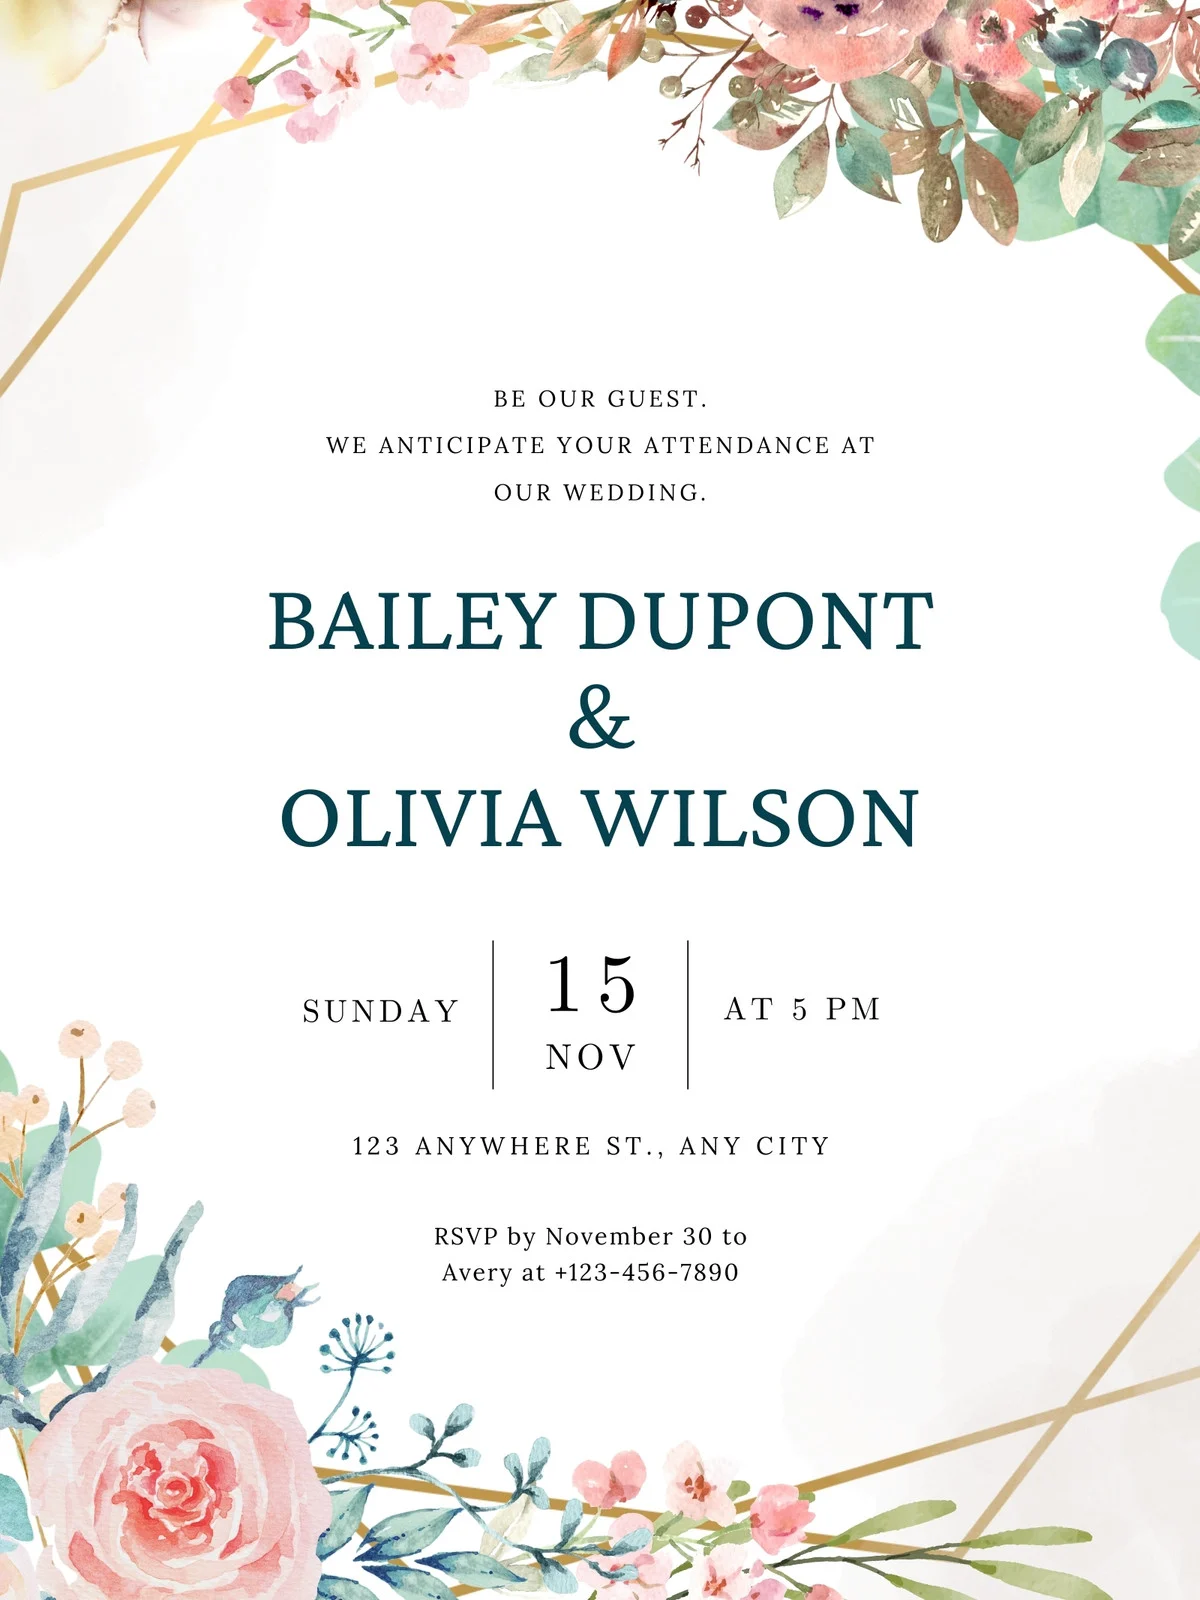 BE OUR GUEST.
WE ANTICIPATE YOUR ATTENDANCE AT
OUR WEDDING.
BAILEY DUPONT
&
OLIVIA WILSON
SUNDAY
15
NOV
AT 5 PM
123 ANYWHERE ST., ANY CITY
RSVP by November 30 to
Avery at +123-456-7890